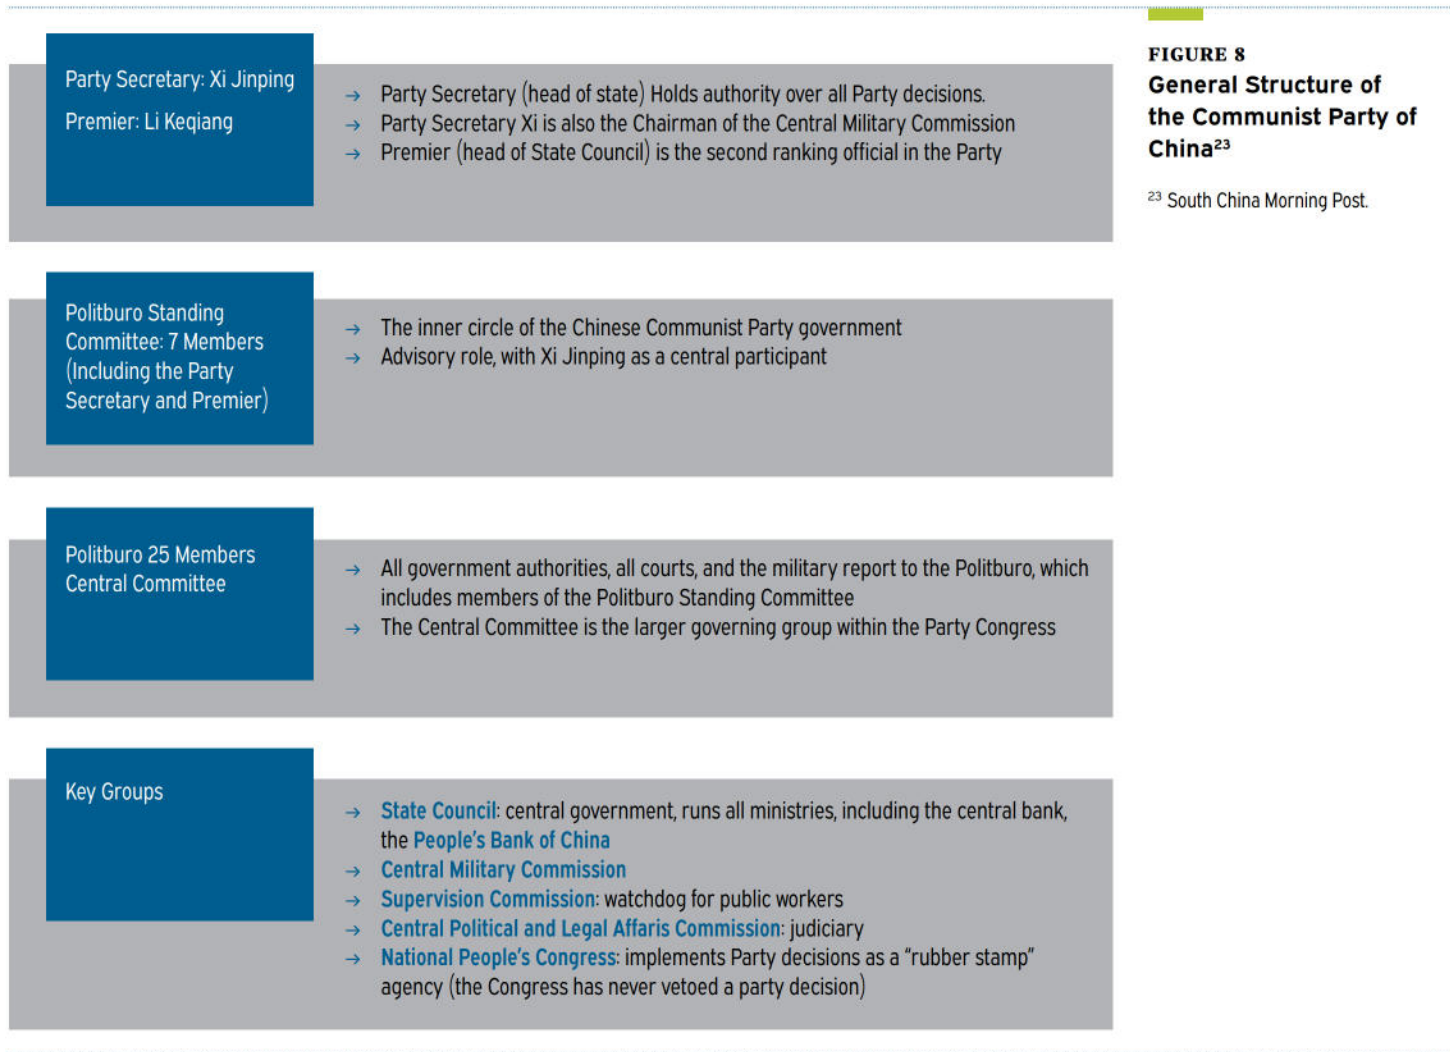 Party Secretary: Xi Jinping
Premier: Li Keqiang
→ Party Secretary (head of state) Holds authority over all Party decisions.
→ Party Secretary Xi is also the Chairman of the Central Military Commission
→ Premier (head of State Council) is the second ranking official in the Party
FIGURE 8
General Structure of
the Communist Party of
China²³
²³ South China Morning Post.
Politburo Standing
Committee: 7 Members
(Including the Party
Secretary and Premier)
→ The inner circle of the Chinese Communist Party government
→ Advisory role, with Xi Jinping as a central participant
Politburo 25 Members
Central Committee
→ All government authorities, all courts, and the military report to the Politburo, which
includes members of the Politburo Standing Committee
→ The Central Committee is the larger governing group within the Party Congress
Key Groups
→ State Council: central government, runs all ministries, including the central bank,
the People's Bank of China
→ Central Military Commission
→ Supervision Commission: watchdog for public workers
→ Central Political and Legal Affaris Commission: judiciary
→ National People's Congress: implements Party decisions as a "rubber stamp"
agency (the Congress has never vetoed a party decision)